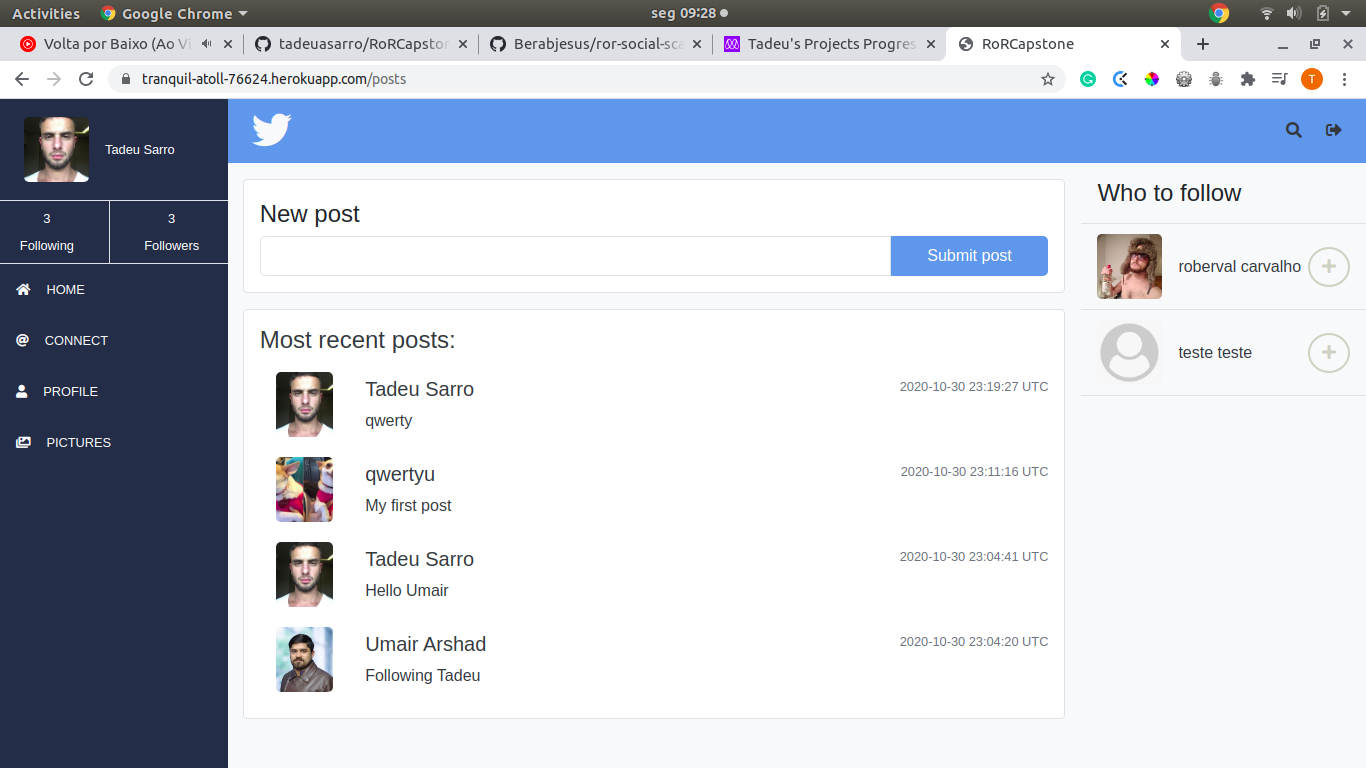 Activities Google Chrome seg 09:28
Volta por Baixo (Ao Vi tadeuasarro/RoRCapston Berabjesus/ror-social-sca Tadeu's Projects Progres RoRCapstone
tranquil-atoll-76624.herokuapp.com/posts T
Tadeu Sarro
3 3
Following Followers
HOME
CONNECT
PROFILE
PICTURES
New post
Submit post
Most recent posts:
Tadeu Sarro 2020-10-30 23:19:27 UTC
qwerty
qwertyu 2020-10-30 23:11:16 UTC
My first post
Tadeu Sarro 2020-10-30 23:04:41 UTC
Hello Umair
Umair Arshad 2020-10-30 23:04:20 UTC
Following Tadeu
Who to follow
roberval carvalho
teste teste